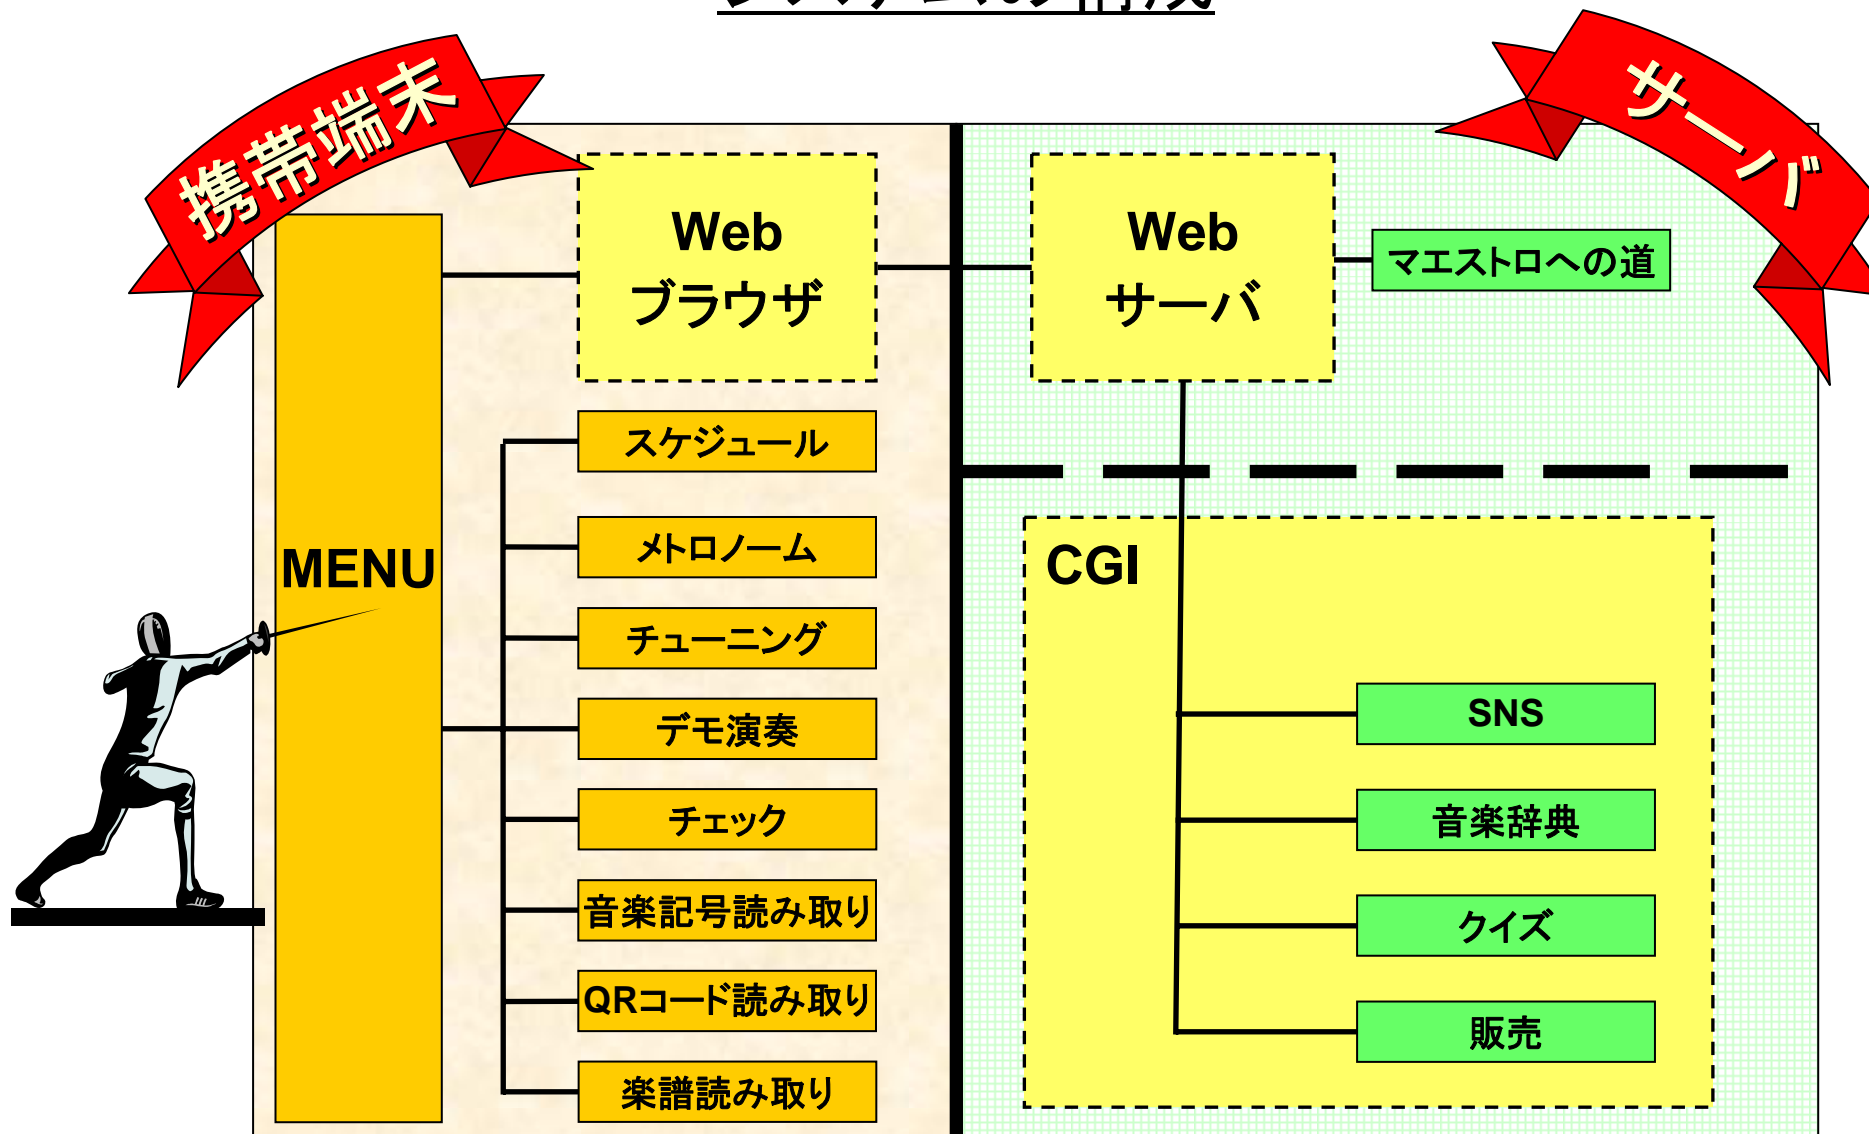 携帯端末
サーバ
Web
ブラウザ
Web
サーバ
マエストロへの道
MENU
スケジュール
メトロノーム
チューニング
デモ演奏
チェック
音楽記号読み取り
QRコード読み取り
楽譜読み取り
CGI
SNS
音楽辞典
クイズ
販売